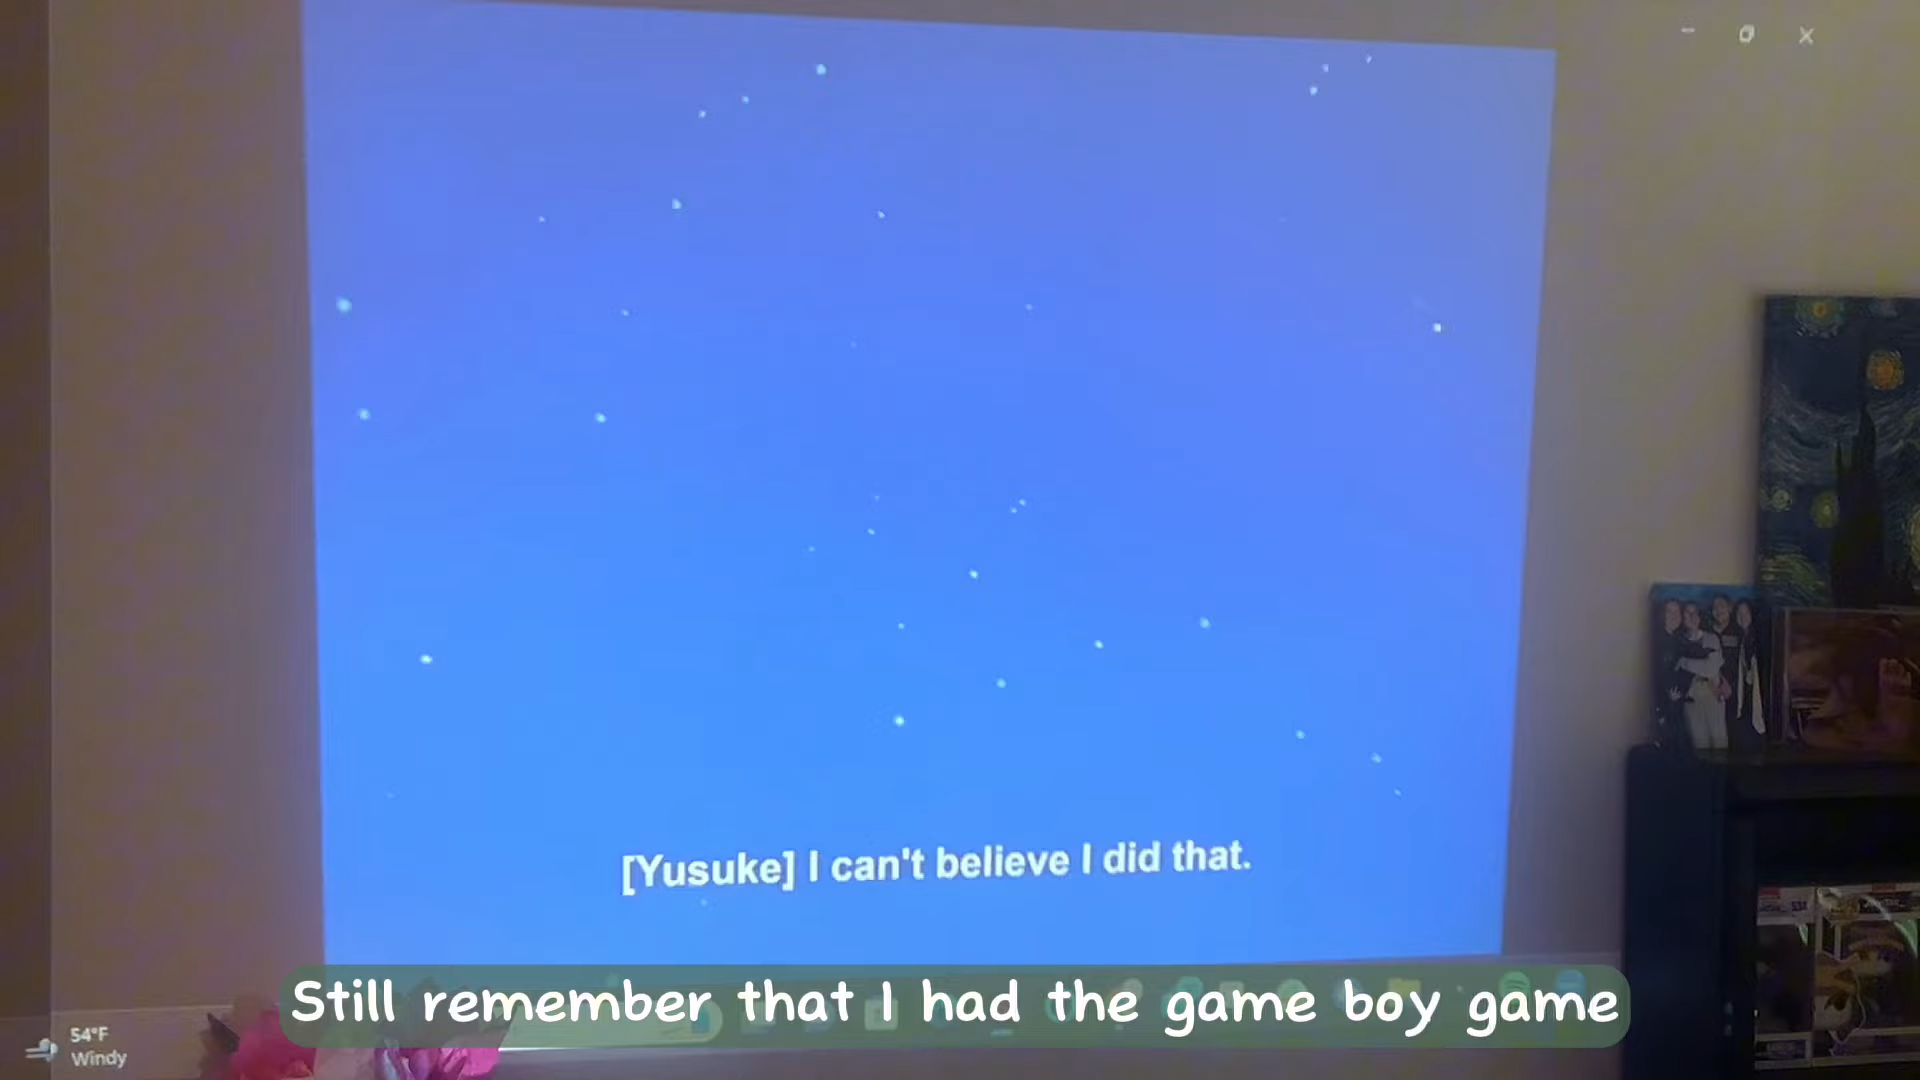 [Yusuke] I can't believe I did that.
Still remember that I had the game boy game
54°F
Windy